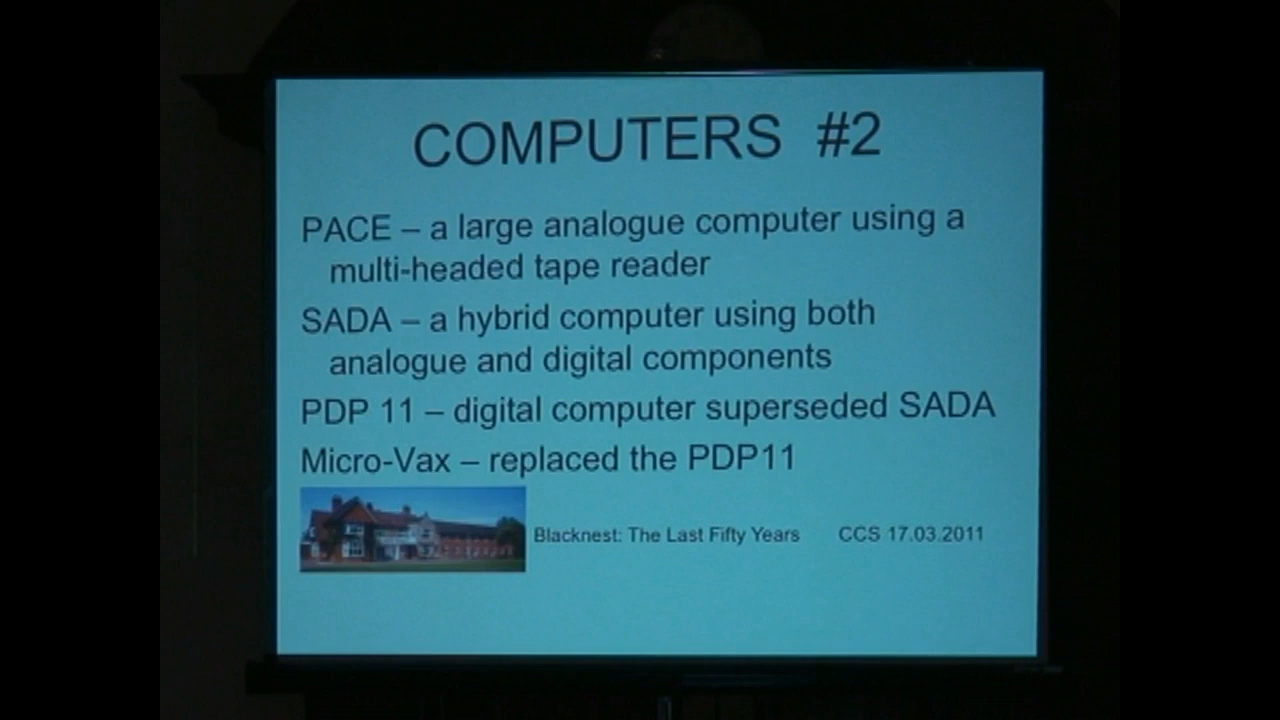 COMPUTERS #2
PACE – a large analogue computer using a
multi-headed tape reader
SADA – a hybrid computer using both
analogue and digital components
PDP 11 – digital computer superseded SADA
Micro-Vax – replaced the PDP11
Blacknest: The Last Fifty Years CCS 17.03.2011